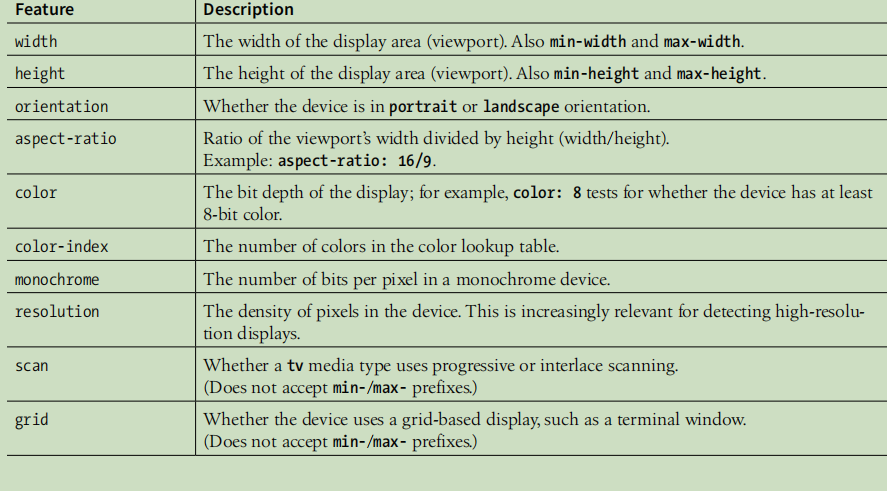 Feature Description
width The width of the display area (viewport). Also min-width and max-width.
height The height of the display area (viewport). Also min-height and max-height.
orientation Whether the device is in portrait or landscape orientation.
aspect-ratio Ratio of the viewport’s width divided by height (width/height).
Example: aspect-ratio: 16/9.
color The bit depth of the display; for example, color: 8 tests for whether the device has at least
8-bit color.
color-index The number of colors in the color lookup table.
monochrome The number of bits per pixel in a monochrome device.
resolution The density of pixels in the device. This is increasingly relevant for detecting high-resolu-
tion displays.
scan Whether a tv media type uses progressive or interlace scanning.
(Does not accept min-/max- prefixes.)
grid Whether the device uses a grid-based display, such as a terminal window.
(Does not accept min-/max- prefixes.)